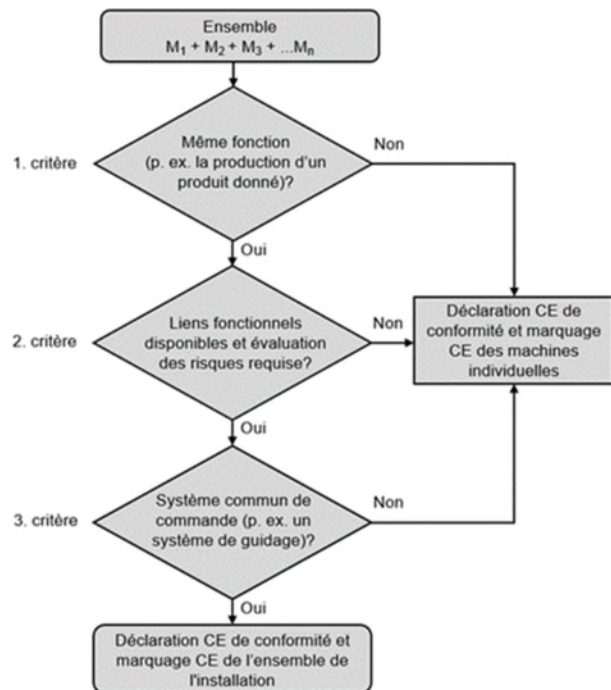 Ensemble
M₁ + M₂ + M₃ + ...Mₙ
1. critère
Même fonction
(p. ex. la production d'un
produit donné)?
Non
Oui
2. critère
Liens fonctionnels
disponibles et évaluation
des risques requise?
Non
Déclaration CE de
conformité et marquage
CE des machines
individuelles
Oui
3. critère
Système commun de
commande (p. ex. un
système de guidage)?
Non
Oui
Déclaration CE de conformité et
marquage CE de l'ensemble de
l'installation